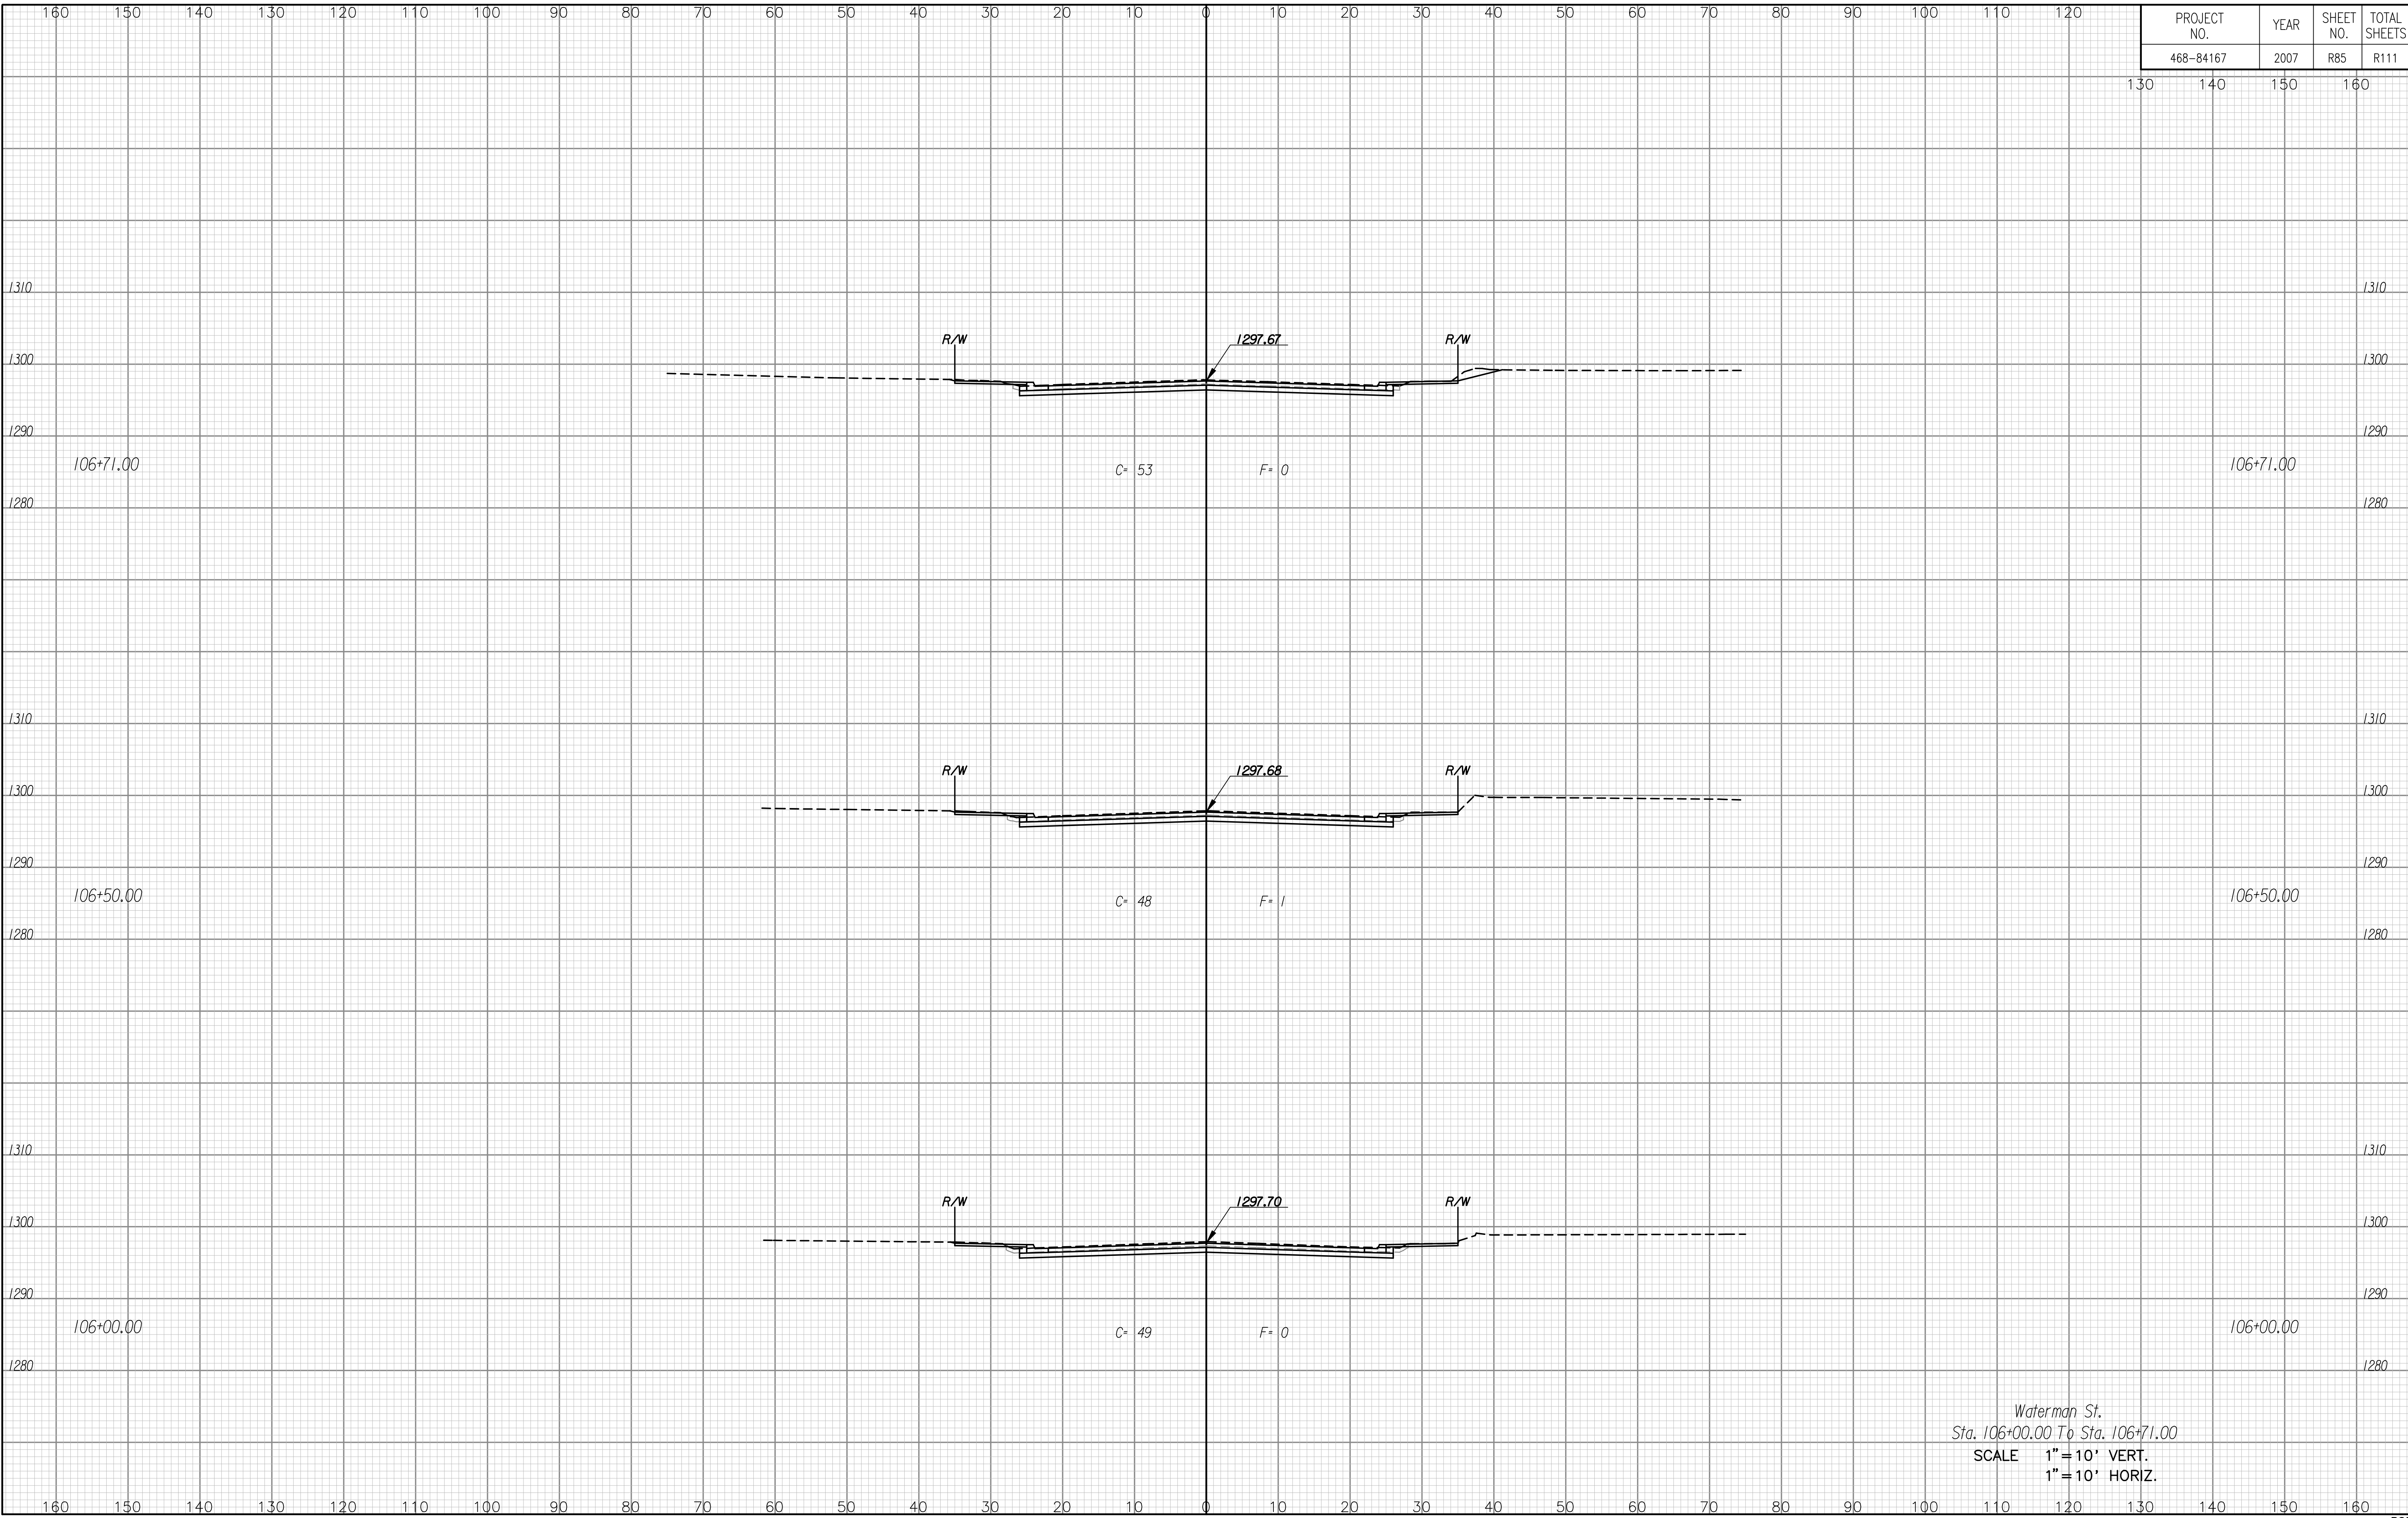 160 150 140 130 120 110 100 90 80 70 60 50 40 30 20 10 0 10 20 30 40 50 60 70 80 90 100 110 120
PROJECT NO. YEAR SHEET NO. TOTAL SHEETS
468-84167 2007 R85 R111
130 140 150 160
1310 1310
R/W 1297.67 R/W
1300 1300
1290 1290
106+71.00 C= 53 F= 0 106+71.00
1280 1280
1310 1310
R/W 1297.68 R/W
1300 1300
1290 1290
106+50.00 C= 48 F= 1 106+50.00
1280 1280
1310 1310
R/W 1297.70 R/W
1300 1300
1290 1290
106+00.00 C= 49 F= 0 106+00.00
1280 1280
Waterman St.
Sta. 106+00.00 To Sta. 106+71.00
SCALE 1"=10' VERT.
1"=10' HORIZ.
160 150 140 130 120 110 100 90 80 70 60 50 40 30 20 10 0 10 20 30 40 50 60 70 80 90 100 110 120 130 140 150 160